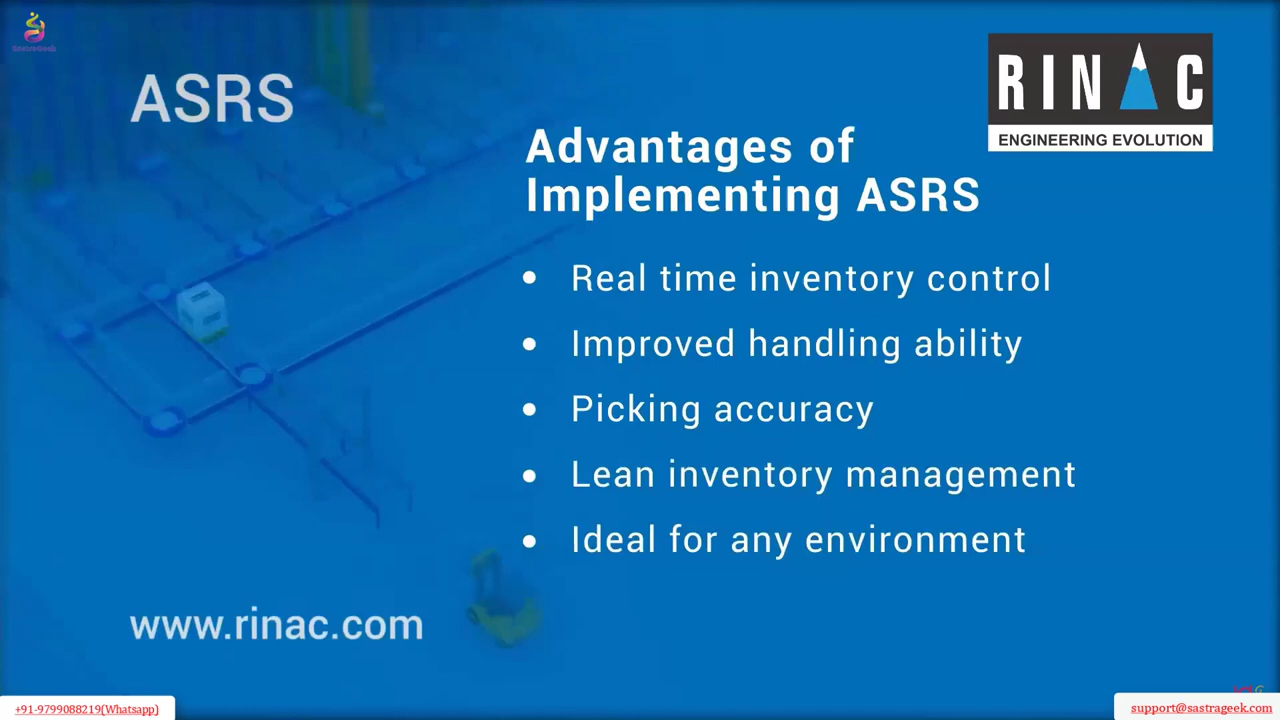 SastraGeek
ASRS
RINAC
ENGINEERING EVOLUTION
Advantages of
Implementing ASRS
• Real time inventory control
• Improved handling ability
• Picking accuracy
• Lean inventory management
• Ideal for any environment
www.rinac.com
+91-9799088219(Whatsapp)
support@sastrageek.com